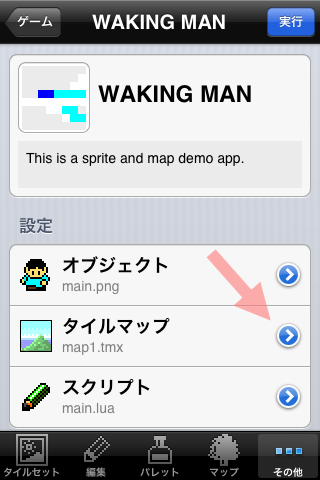 ゲーム
WAKING MAN
実行
WAKING MAN
This is a sprite and map demo app.
設定
オブジェクト
main.png
タイルマップ
map1.tmx
スクリプト
main.lua
タイルセット
編集
パレット
マップ
その他